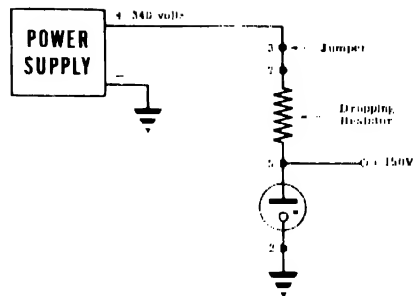 + 340 volts
POWER
SUPPLY
−
3
Jumper
7
Dropping
Resistor
5
+ 150V
2